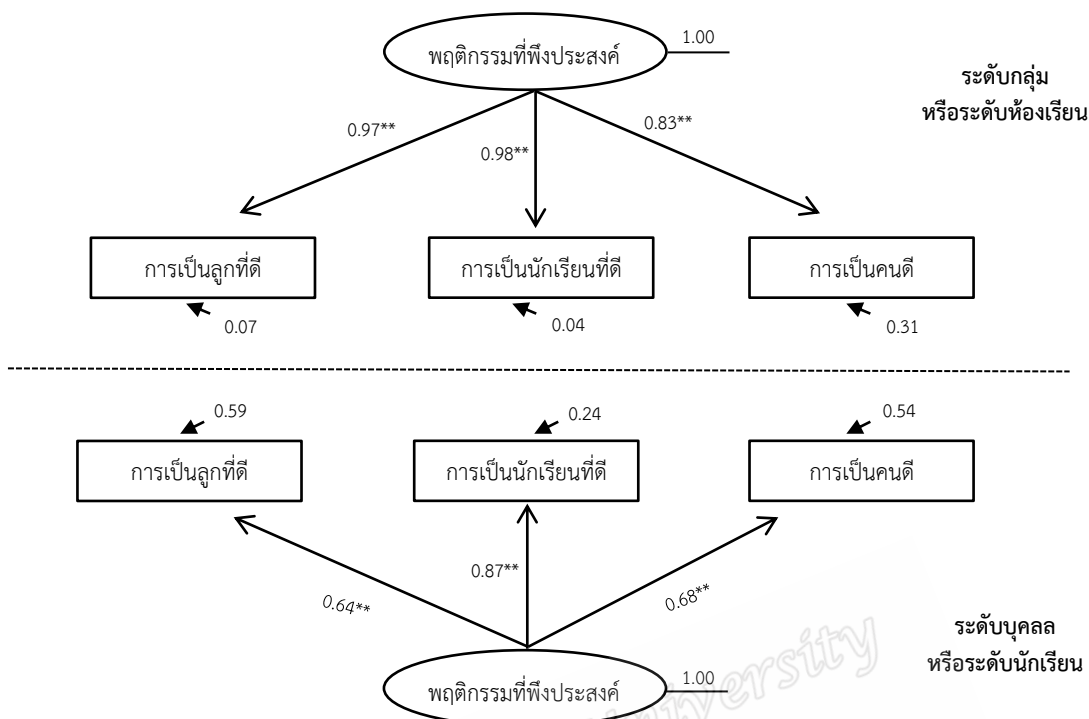 พฤติกรรมที่พึงประสงค์
1.00
ระดับกลุ่ม
หรือระดับห้องเรียน
0.97**
0.98**
0.83**
การเป็นลูกที่ดี
การเป็นนักเรียนที่ดี
การเป็นคนดี
0.07
0.04
0.31
0.59
0.24
0.54
การเป็นลูกที่ดี
การเป็นนักเรียนที่ดี
การเป็นคนดี
0.64**
0.87**
0.68**
ระดับบุคลล
หรือระดับนักเรียน
พฤติกรรมที่พึงประสงค์
1.00
University